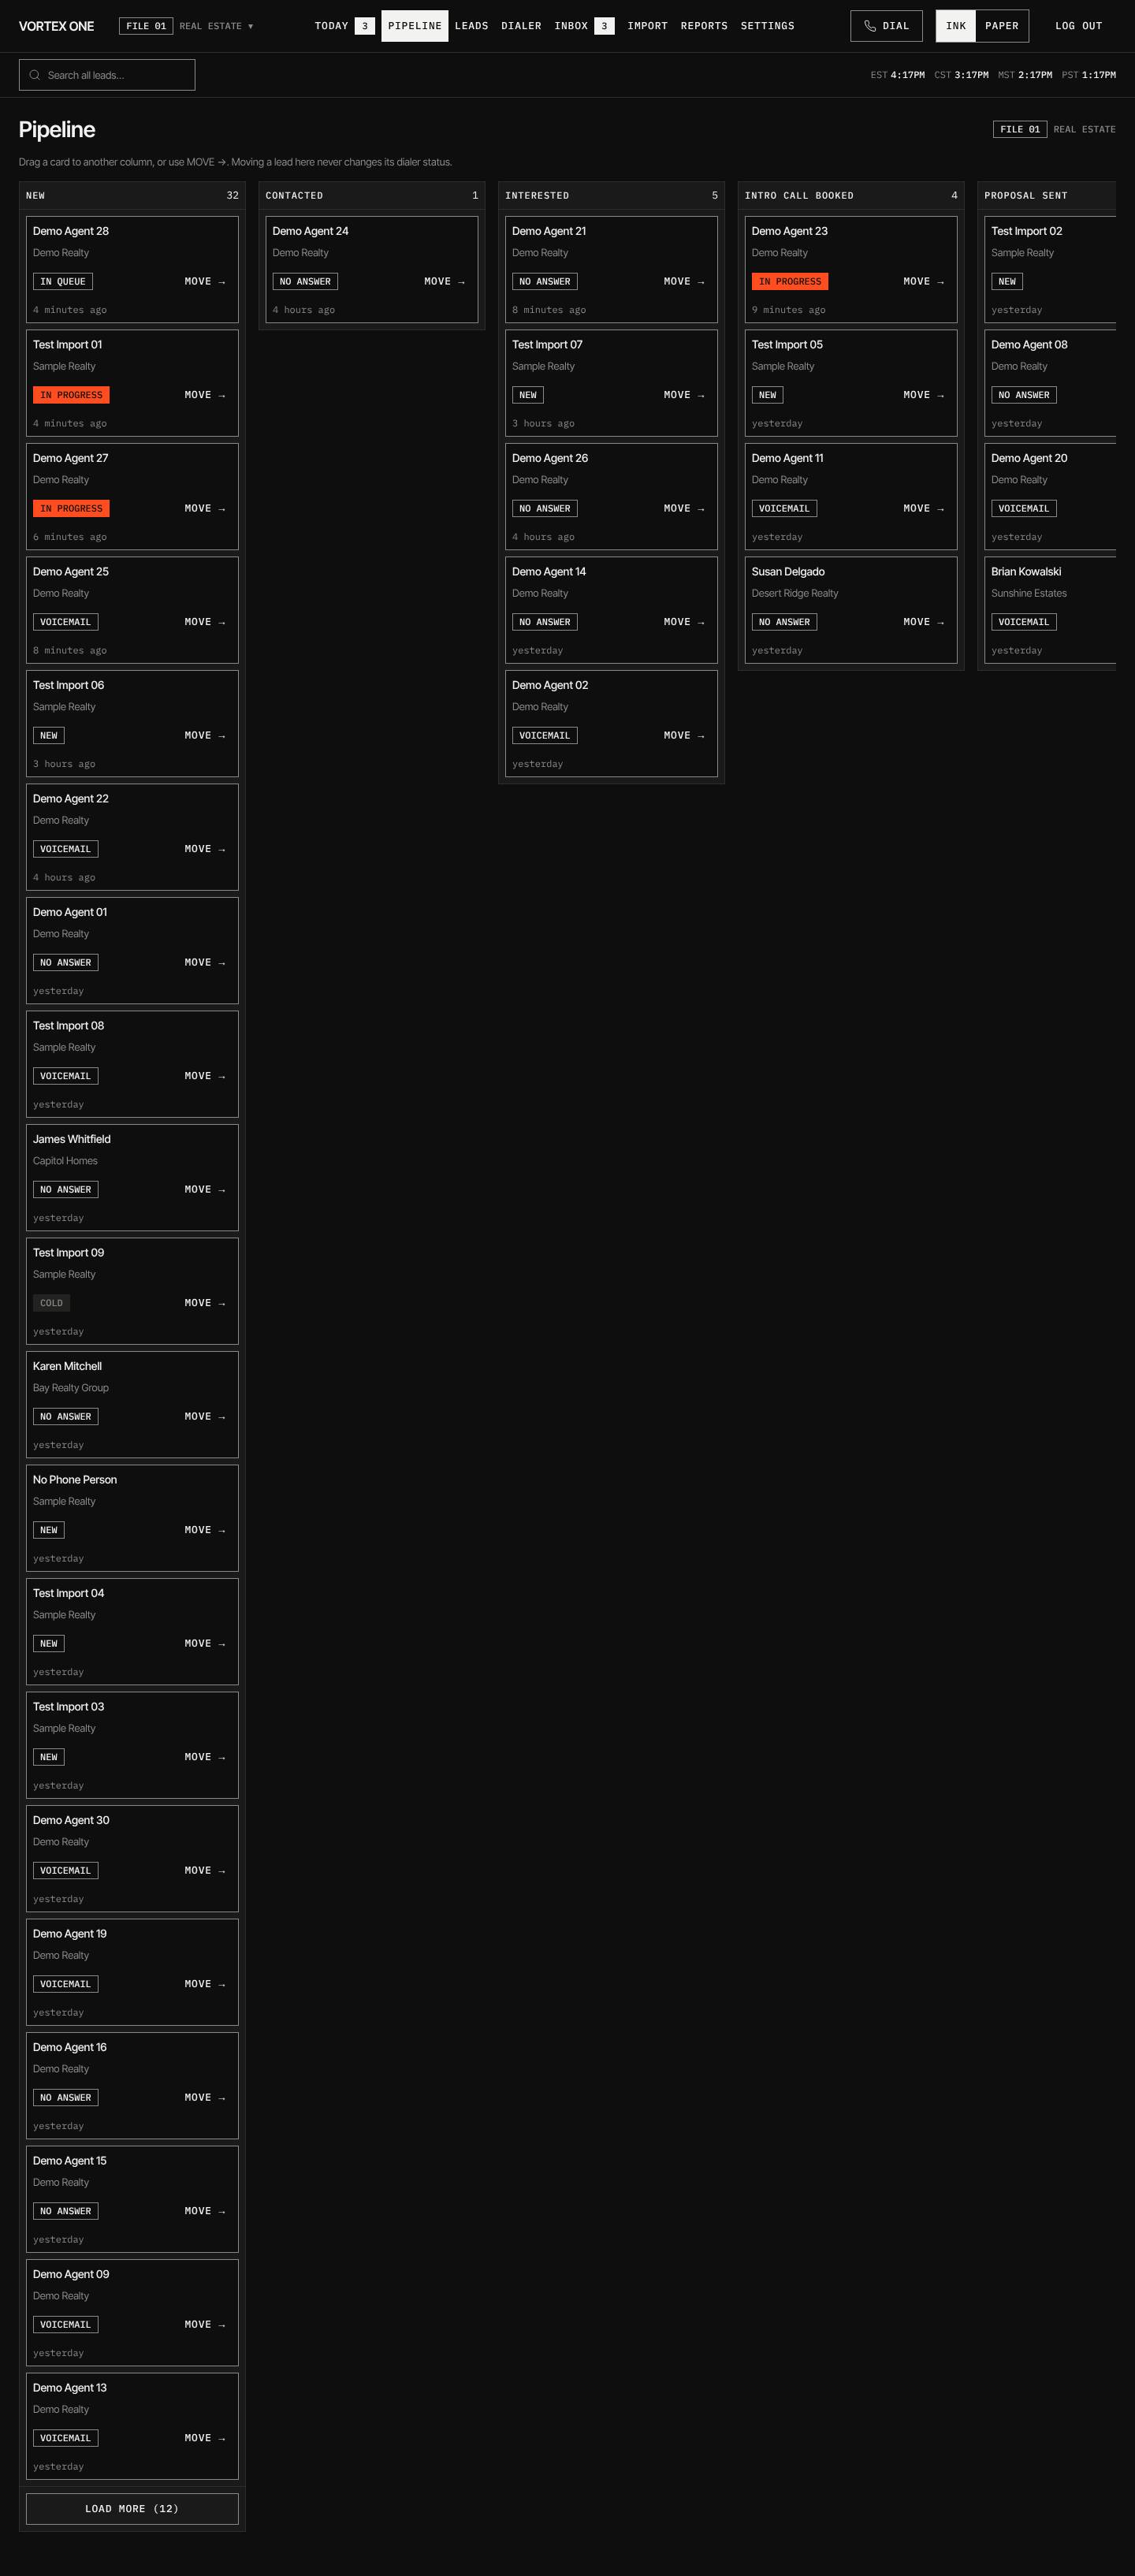 VORTEX ONE FILE 01 REAL ESTATE ▾ TODAY 3 PIPELINE LEADS DIALER INBOX 3 IMPORT REPORTS SETTINGS DIAL INK PAPER LOG OUT
Search all leads... EST 4:17PM CST 3:17PM MST 2:17PM PST 1:17PM
Pipeline FILE 01 REAL ESTATE
Drag a card to another column, or use MOVE →. Moving a lead here never changes its dialer status.
NEW 32
Demo Agent 28
Demo Realty
IN QUEUE MOVE →
4 minutes ago
Test Import 01
Sample Realty
IN PROGRESS MOVE →
4 minutes ago
Demo Agent 27
Demo Realty
IN PROGRESS MOVE →
6 minutes ago
Demo Agent 25
Demo Realty
VOICEMAIL MOVE →
8 minutes ago
Test Import 06
Sample Realty
NEW MOVE →
3 hours ago
Demo Agent 22
Demo Realty
VOICEMAIL MOVE →
4 hours ago
Demo Agent 01
Demo Realty
NO ANSWER MOVE →
yesterday
Test Import 08
Sample Realty
VOICEMAIL MOVE →
yesterday
James Whitfield
Capitol Homes
NO ANSWER MOVE →
yesterday
Test Import 09
Sample Realty
COLD MOVE →
yesterday
Karen Mitchell
Bay Realty Group
NO ANSWER MOVE →
yesterday
No Phone Person
Sample Realty
NEW MOVE →
yesterday
Test Import 04
Sample Realty
NEW MOVE →
yesterday
Test Import 03
Sample Realty
NEW MOVE →
yesterday
Demo Agent 30
Demo Realty
VOICEMAIL MOVE →
yesterday
Demo Agent 19
Demo Realty
VOICEMAIL MOVE →
yesterday
Demo Agent 16
Demo Realty
NO ANSWER MOVE →
yesterday
Demo Agent 15
Demo Realty
NO ANSWER MOVE →
yesterday
Demo Agent 09
Demo Realty
VOICEMAIL MOVE →
yesterday
Demo Agent 13
Demo Realty
VOICEMAIL MOVE →
yesterday
LOAD MORE (12)
CONTACTED 1
Demo Agent 24
Demo Realty
NO ANSWER MOVE →
4 hours ago
INTERESTED 5
Demo Agent 21
Demo Realty
NO ANSWER MOVE →
8 minutes ago
Test Import 07
Sample Realty
NEW MOVE →
3 hours ago
Demo Agent 26
Demo Realty
NO ANSWER MOVE →
4 hours ago
Demo Agent 14
Demo Realty
NO ANSWER MOVE →
yesterday
Demo Agent 02
Demo Realty
VOICEMAIL MOVE →
yesterday
INTRO CALL BOOKED 4
Demo Agent 23
Demo Realty
IN PROGRESS MOVE →
9 minutes ago
Test Import 05
Sample Realty
NEW MOVE →
yesterday
Demo Agent 11
Demo Realty
VOICEMAIL MOVE →
yesterday
Susan Delgado
Desert Ridge Realty
NO ANSWER MOVE →
yesterday
PROPOSAL SENT
Test Import 02
Sample Realty
NEW
yesterday
Demo Agent 08
Demo Realty
NO ANSWER
yesterday
Demo Agent 20
Demo Realty
VOICEMAIL
yesterday
Brian Kowalski
Sunshine Estates
VOICEMAIL
yesterday